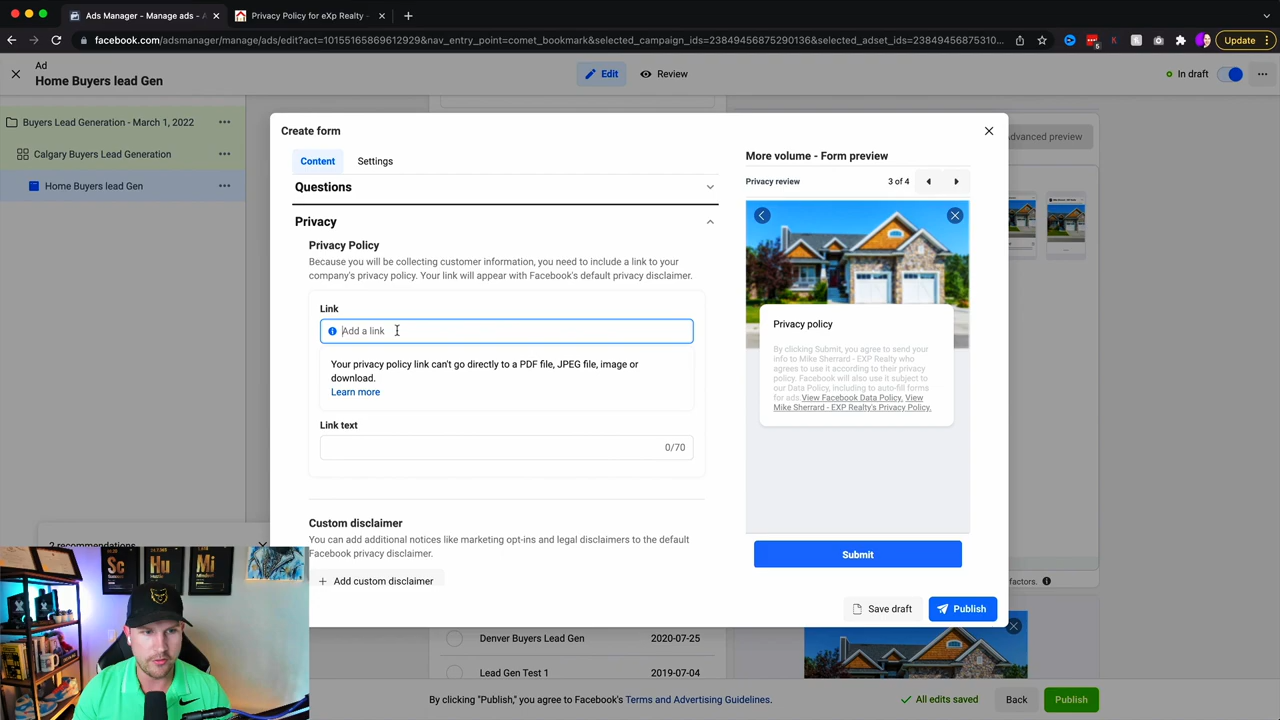 Ads Manager - Manage ads - A
Privacy Policy for eXp Realty -
facebook.com/adsmanager/manage/ads/edit?act=10155165869612929&nav_entry_point=comet_bookmark&selected_campaign_ids=23849456875290136&selected_adset_ids=2384945687531​0...
5
K
Update
Ad
Home Buyers lead Gen
Edit
Review
In draft
Buyers Lead Generation - March 1, 2022
Calgary Buyers Lead Generation
Home Buyers lead Gen
Advanced preview
Create form
Content
Settings
Questions
Privacy
Privacy Policy
Because you will be collecting customer information, you need to include a link to your
company's privacy policy. Your link will appear with Facebook's default privacy disclaimer.
Link
Add a link
Your privacy policy link can't go directly to a PDF file, JPEG file, image or
download.
Learn more
Link text
0/70
Custom disclaimer
You can add additional notices like marketing opt-ins and legal disclaimers to the default
Facebook privacy disclaimer.
+ Add custom disclaimer
More volume - Form preview
Privacy review
3 of 4
Privacy policy
By clicking Submit, you agree to send your
info to Mike Sherrard - EXP Realty who
agrees to use it according to their privacy
policy. Facebook will also use it subject to
our Data Policy, including to auto-fill forms
for ads.View Facebook Data Policy. View
Mike Sherrard - EXP Realty's Privacy Policy.
Submit
Save draft
Publish
2 recommendations
Sc
Hu
Mi
factors.
Denver Buyers Lead Gen
2020-07-25
Lead Gen Test 1
2019-07-04
By clicking "Publish," you agree to Facebook's Terms and Advertising Guidelines.
All edits saved
Back
Publish